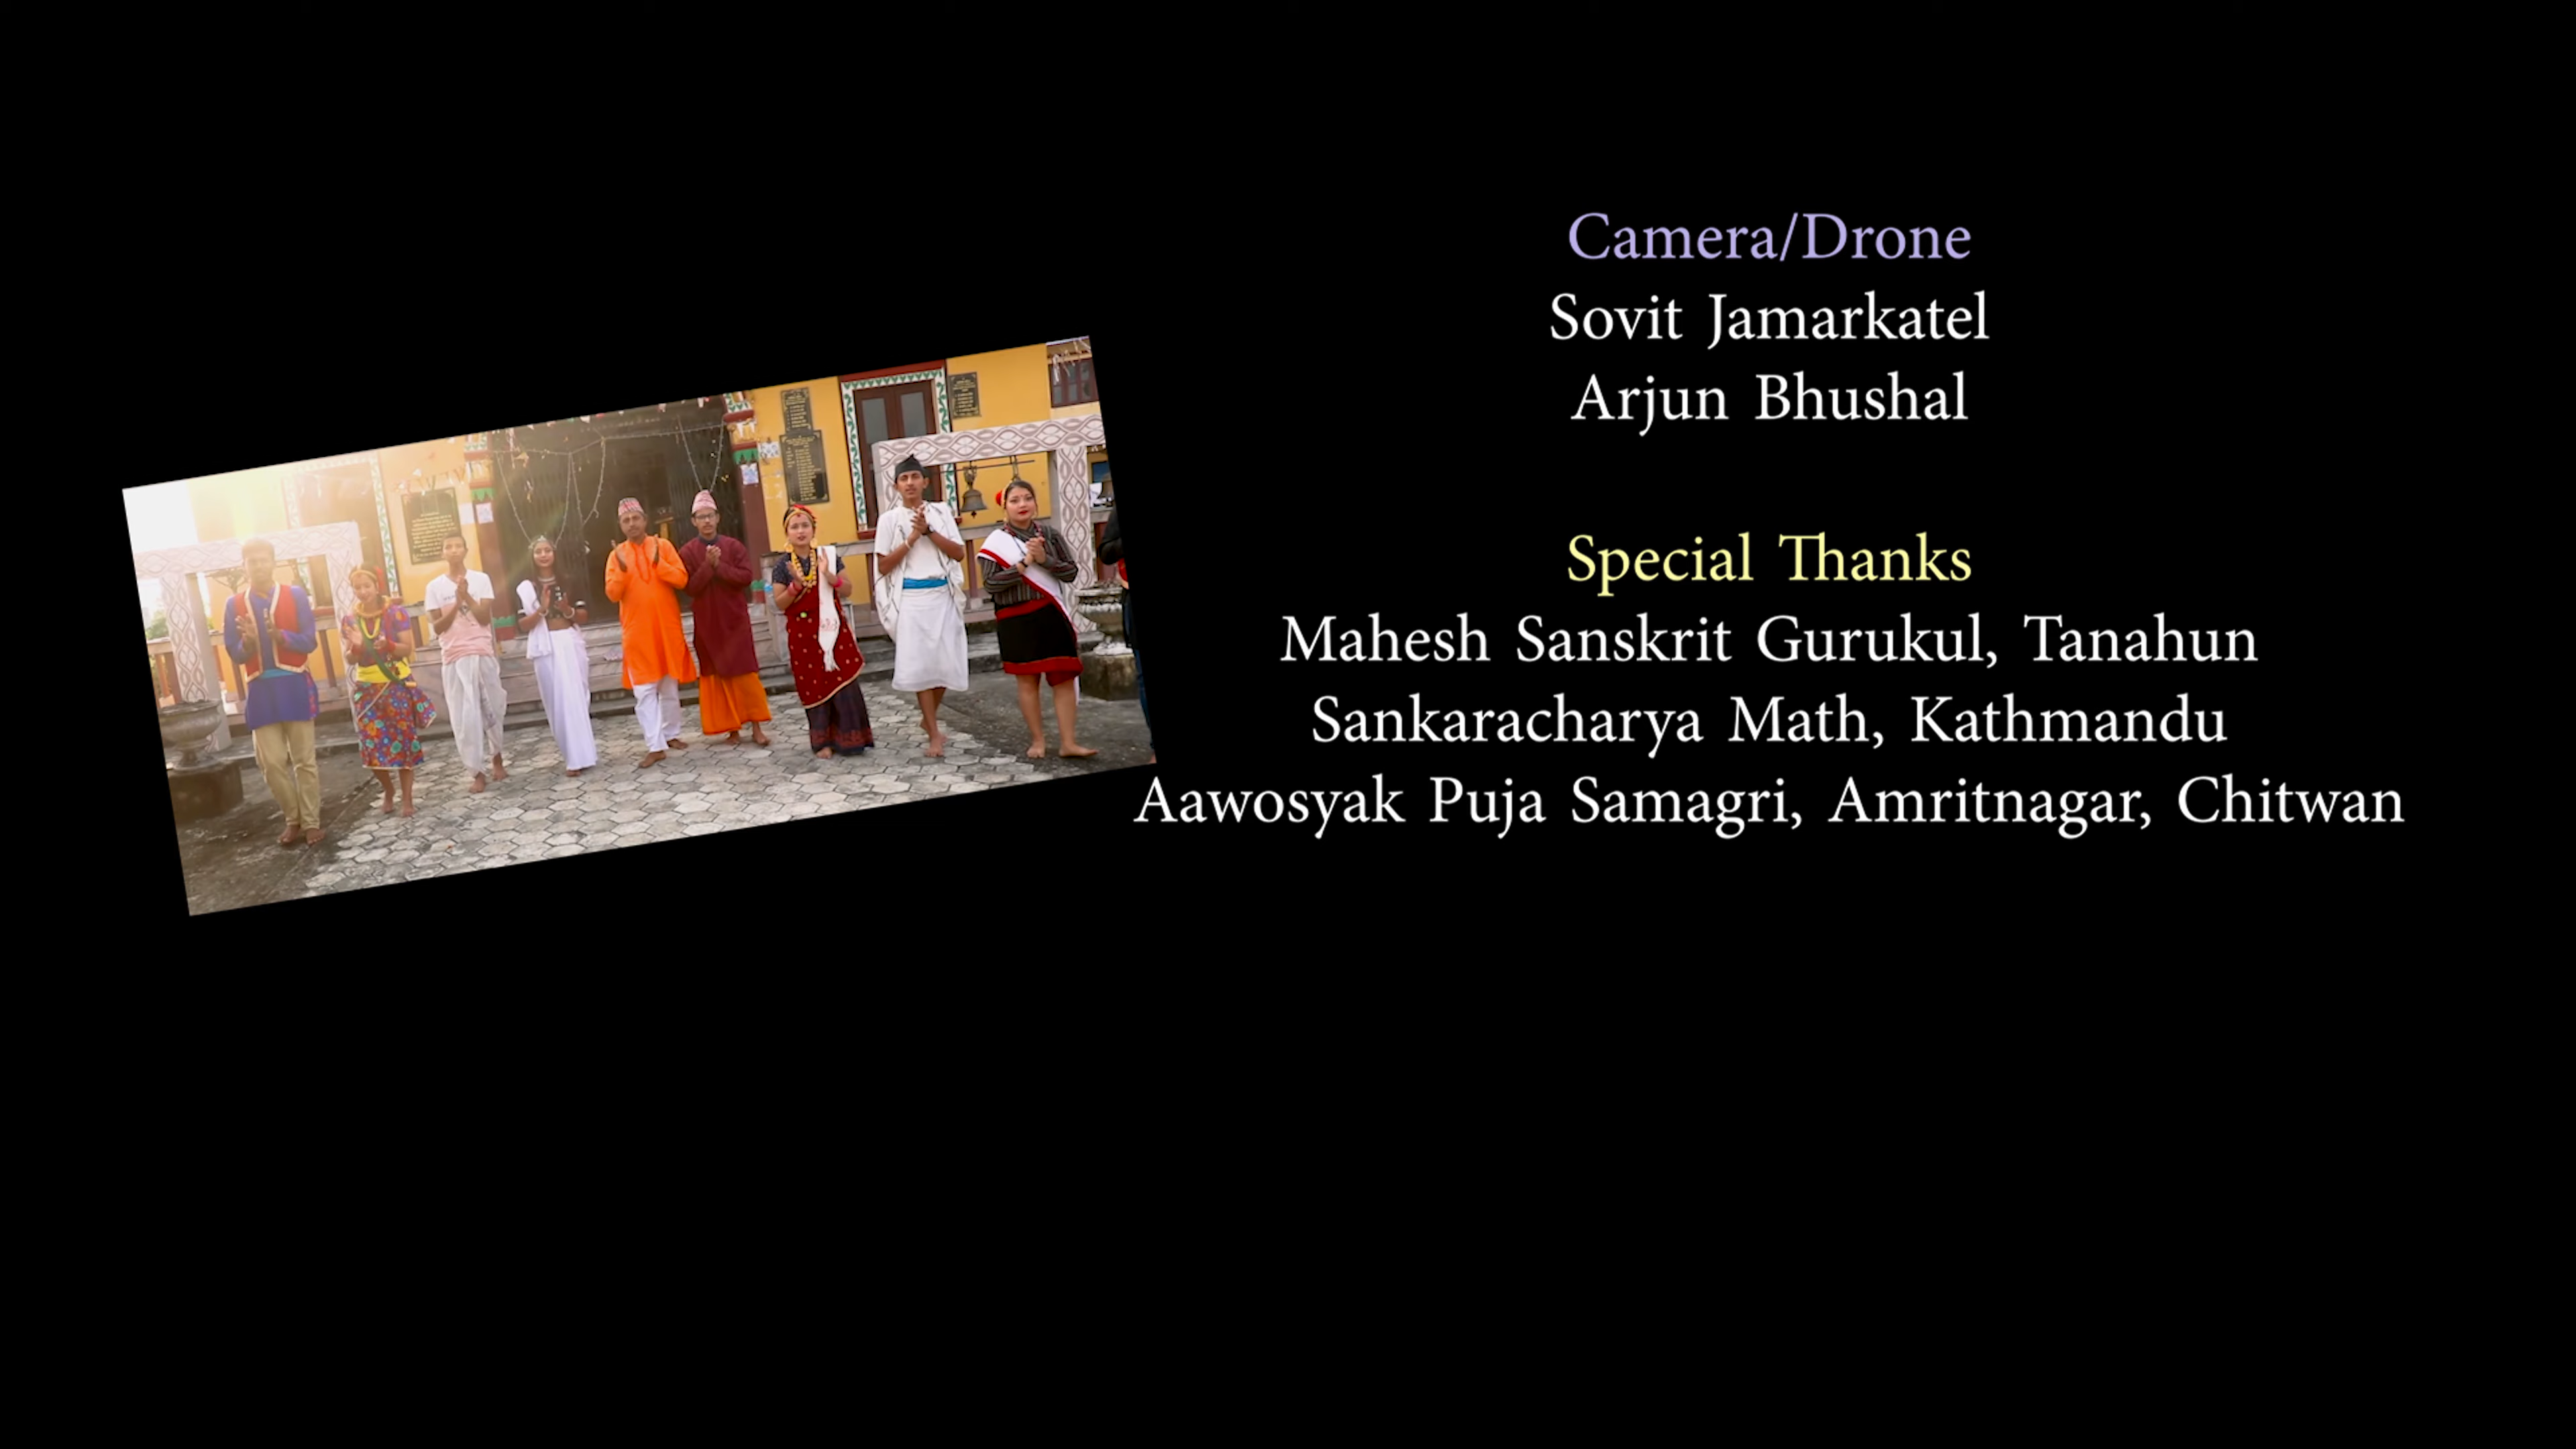 Camera/Drone
Sovit Jamarkatel
Arjun Bhushal
Special Thanks
Mahesh Sanskrit Gurukul, Tanahun
Sankaracharya Math, Kathmandu
Aawosyak Puja Samagri, Amritnagar, Chitwan